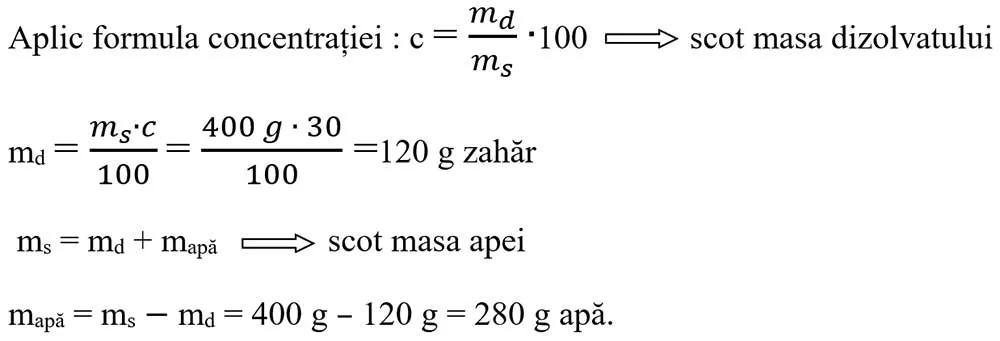 Aplic formula concentrației : c = m_d / m_s · 100 ⟹ scot masa dizolvatului
m_d = m_s·c / 100 = 400 g · 30 / 100 = 120 g zahăr
m_s = m_d + m_apă ⟹ scot masa apei
m_apă = m_s − m_d = 400 g – 120 g = 280 g apă.